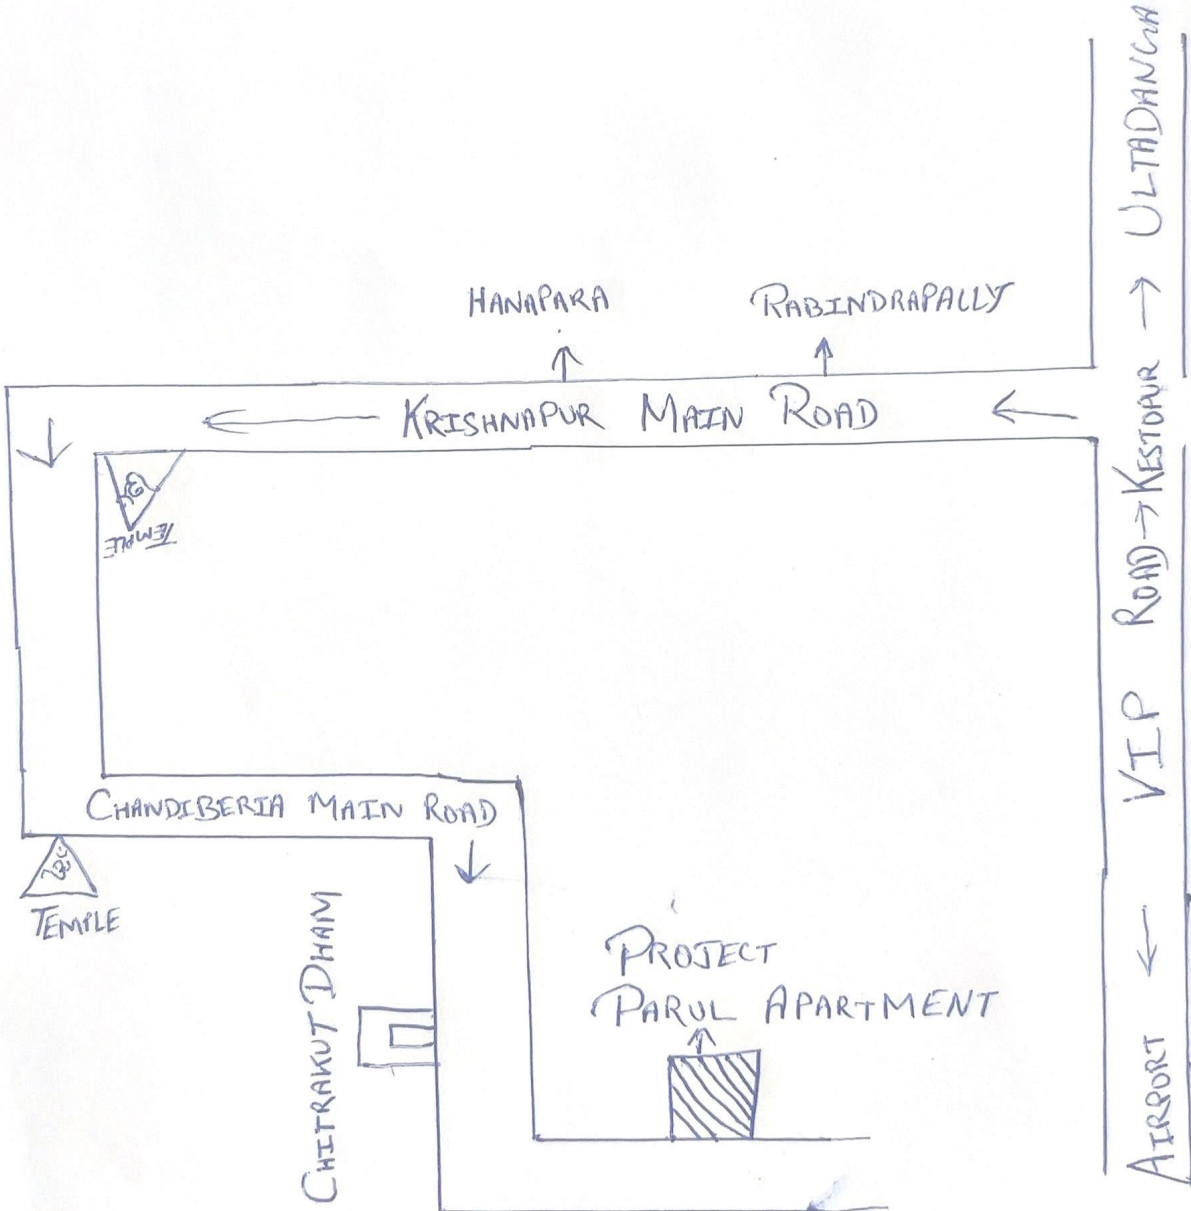 HANAPARA
RABINDRAPALLY
KRISHNAPUR MAIN ROAD
TEMPLE
CHANDIBERIA MAIN ROAD
TEMPLE
CHITRAKUT DHAM
PROJECT
PARUL APARTMENT
AIRPORT ← VIP ROAD → KESTOPUR → ULTADANGA